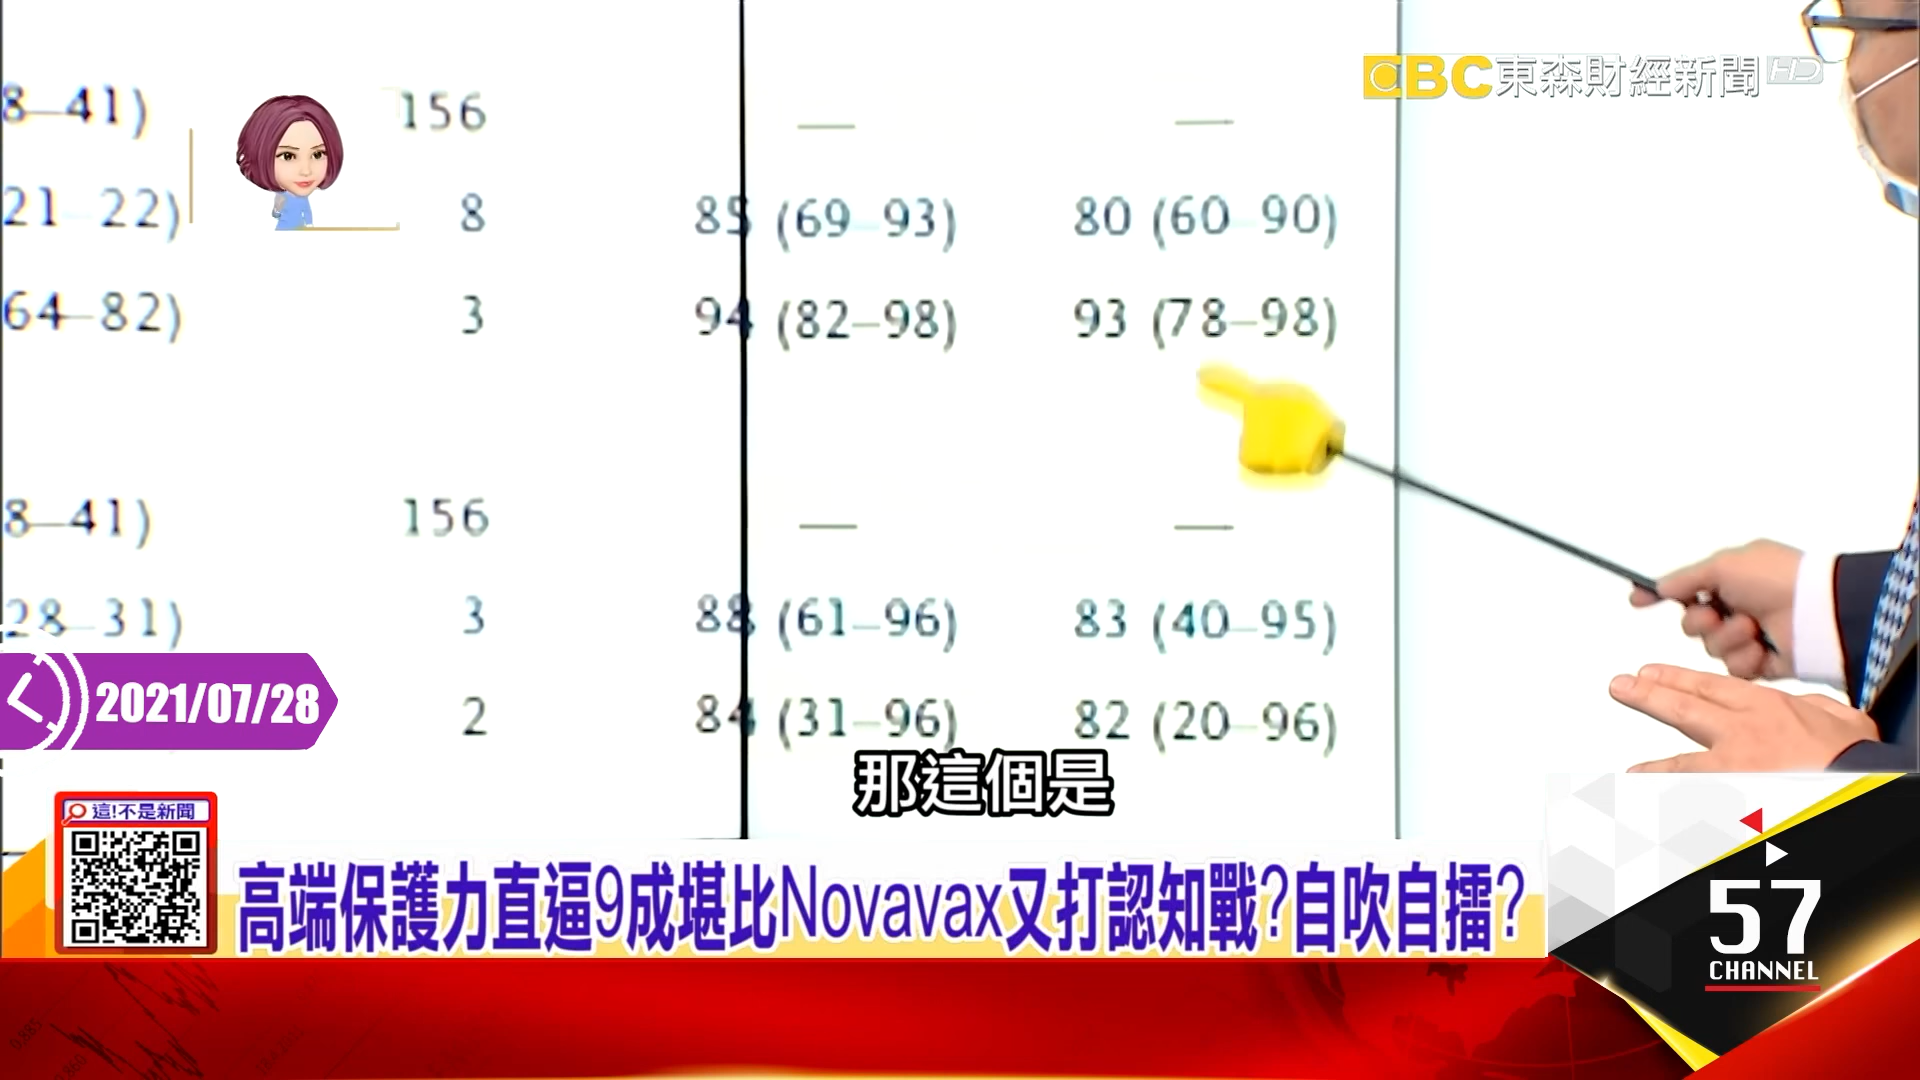 EBC東森財經新聞HD
8–41) 156 — —
21–22) 8 85 (69–93) 80 (60–90)
64–82) 3 94 (82–98) 93 (78–98)
8–41) 156 — —
28–31) 3 88 (61–96) 83 (40–95)
2 84 (31–96) 82 (20–96)
2021/07/28
那這個是
這!不是新聞
高端保護力直逼9成堪比Novavax又打認知戰?自吹自擂?
57
CHANNEL